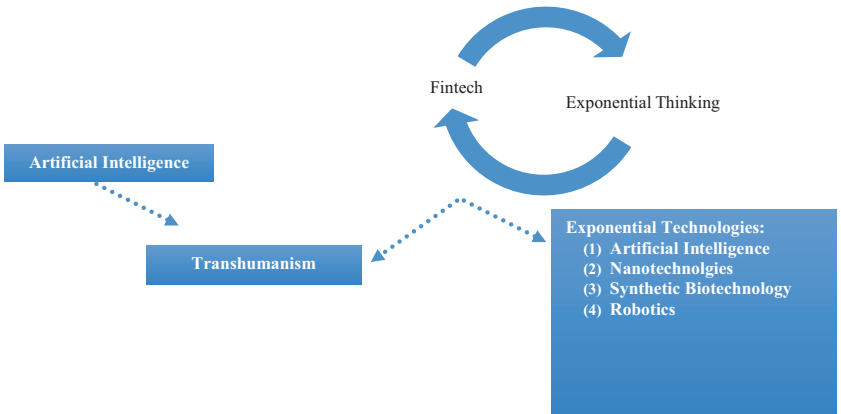 Fintech
Exponential Thinking
Artificial Intelligence
Transhumanism
Exponential Technologies:
(1) Artificial Intelligence
(2) Nanotechnolgies
(3) Synthetic Biotechnology
(4) Robotics